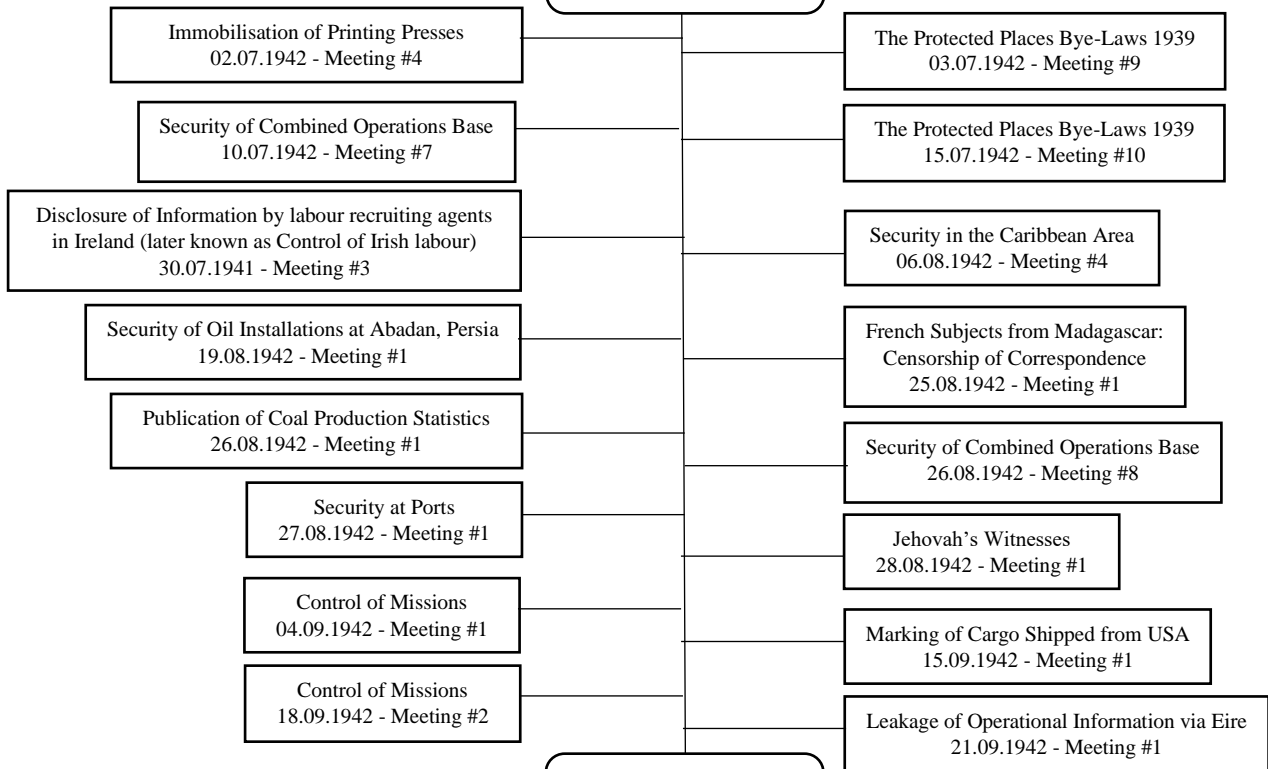 Immobilisation of Printing Presses
02.07.1942 - Meeting #4
The Protected Places Bye-Laws 1939
03.07.1942 - Meeting #9
Security of Combined Operations Base
10.07.1942 - Meeting #7
The Protected Places Bye-Laws 1939
15.07.1942 - Meeting #10
Disclosure of Information by labour recruiting agents
in Ireland (later known as Control of Irish labour)
30.07.1941 - Meeting #3
Security in the Caribbean Area
06.08.1942 - Meeting #4
Security of Oil Installations at Abadan, Persia
19.08.1942 - Meeting #1
French Subjects from Madagascar:
Censorship of Correspondence
25.08.1942 - Meeting #1
Publication of Coal Production Statistics
26.08.1942 - Meeting #1
Security of Combined Operations Base
26.08.1942 - Meeting #8
Security at Ports
27.08.1942 - Meeting #1
Jehovah’s Witnesses
28.08.1942 - Meeting #1
Control of Missions
04.09.1942 - Meeting #1
Marking of Cargo Shipped from USA
15.09.1942 - Meeting #1
Control of Missions
18.09.1942 - Meeting #2
Leakage of Operational Information via Eire
21.09.1942 - Meeting #1